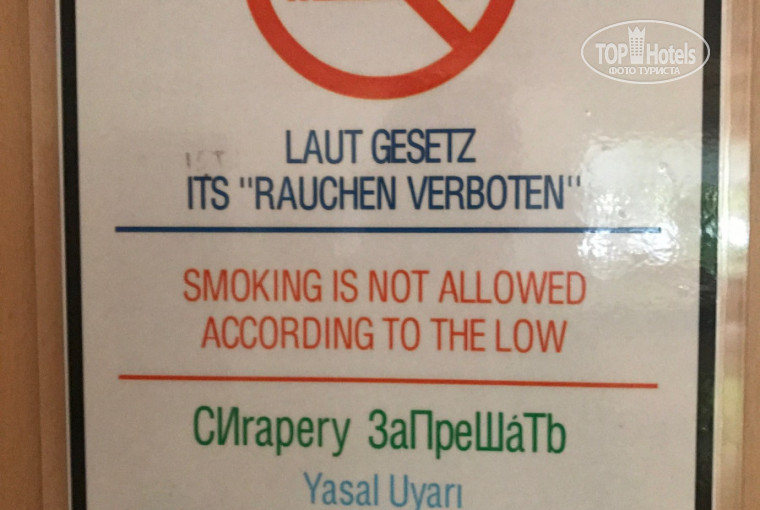 TOP Hotels
ФОТО ТУРИСТА
LAUT GESETZ
ITS "RAUCHEN VERBOTEN"
SMOKING IS NOT ALLOWED
ACCORDING TO THE LOW
СИгарегу ЗаПреШáТЬ
Yasal Uyarı